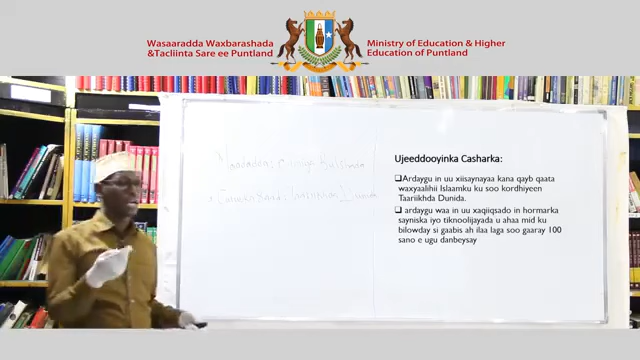 Wasaaradda Waxbarashada
&Tacliinta Sare ee Puntland
Ministry of Education & Higher
Education of Puntland
Ujeeddooyinka Casharka:
Ardaygu in uu xiisaynayaa kana qayb qaata
waxyaalihii Islaamku ku soo kordhiyeen
Taariikhda Dunida.
ardaygu waa in uu xaqiiqsado in hormarka
sayniska iyo tiknoolijayada u ahaa mid ku
bilowday si gaabis ah ilaa laga soo gaaray 100
sano e ugu danbeysay